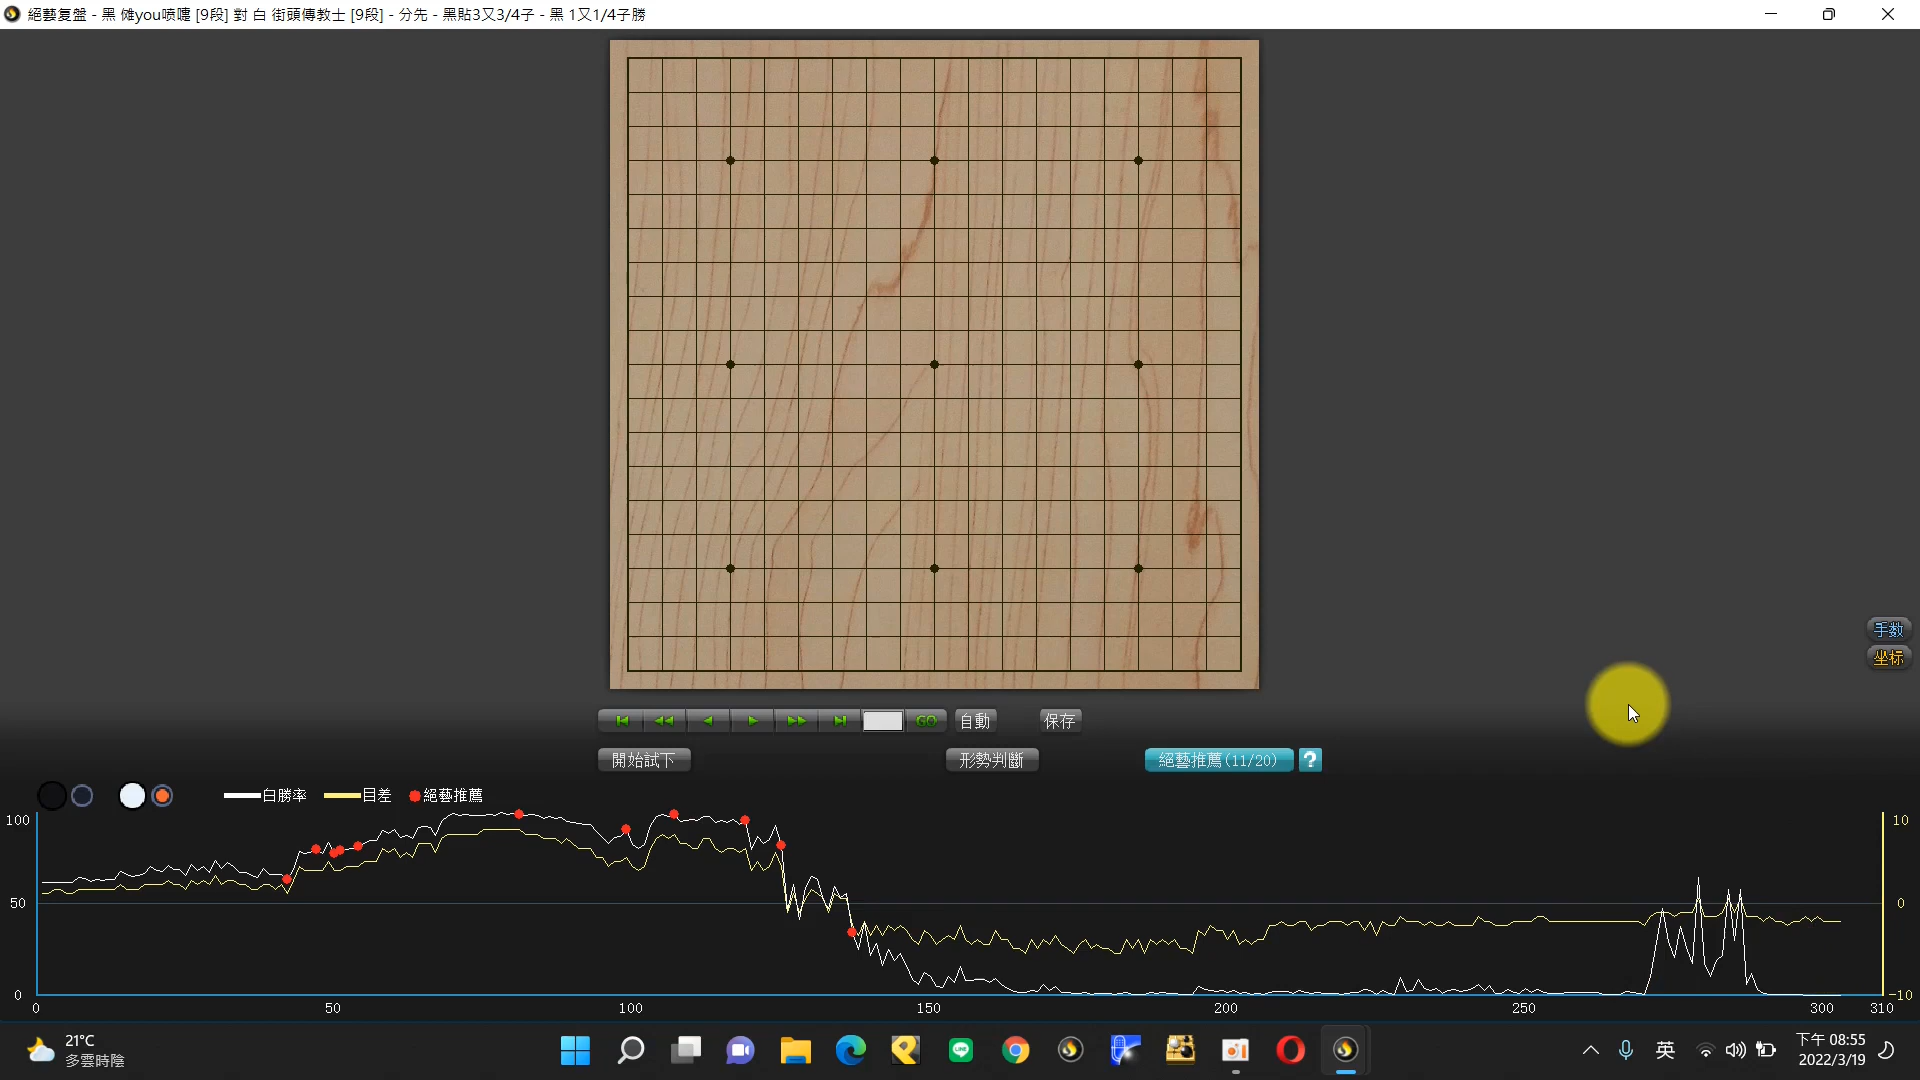 絕藝复盤 - 黑 雊you喷嚏 [9段] 對 白 街頭傳教士 [9段] - 分先 - 黑貼3又3/4子 - 黑 1又1/4子勝
手数
坐标
GO
自動
保存
開始試下
形勢判斷
絕藝推薦(11/20)
?
白勝率
目差
絕藝推薦
100
50
0
10
0
-10
0
50
100
150
200
250
300
310
21°C
多雲時陰
英
下午 08:55
2022/3/19